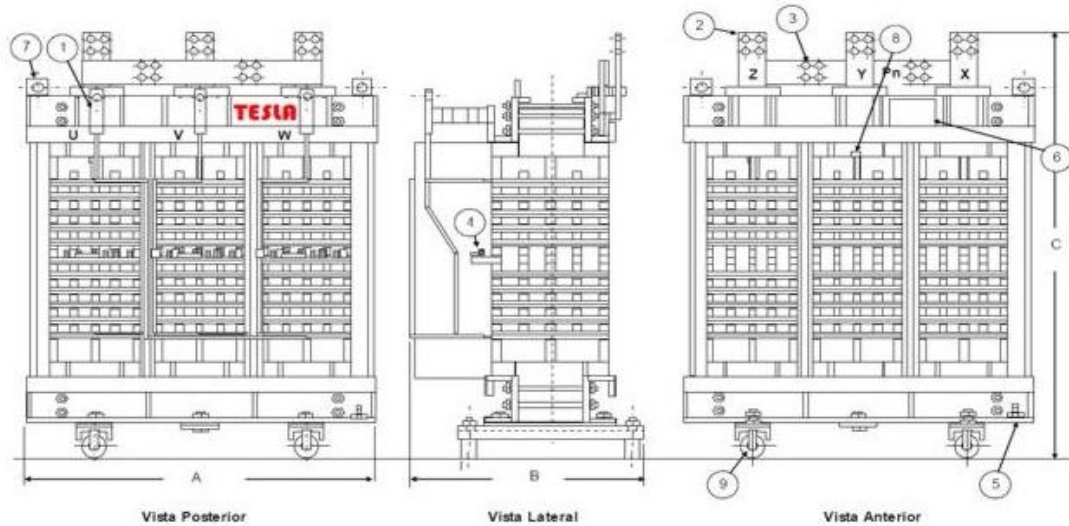 7
1
2
3
8
Z
Y
Pn
X
TESLA
U
V
W
6
4
C
A
B
9
5
Vista Posterior
Vista Lateral
Vista Anterior